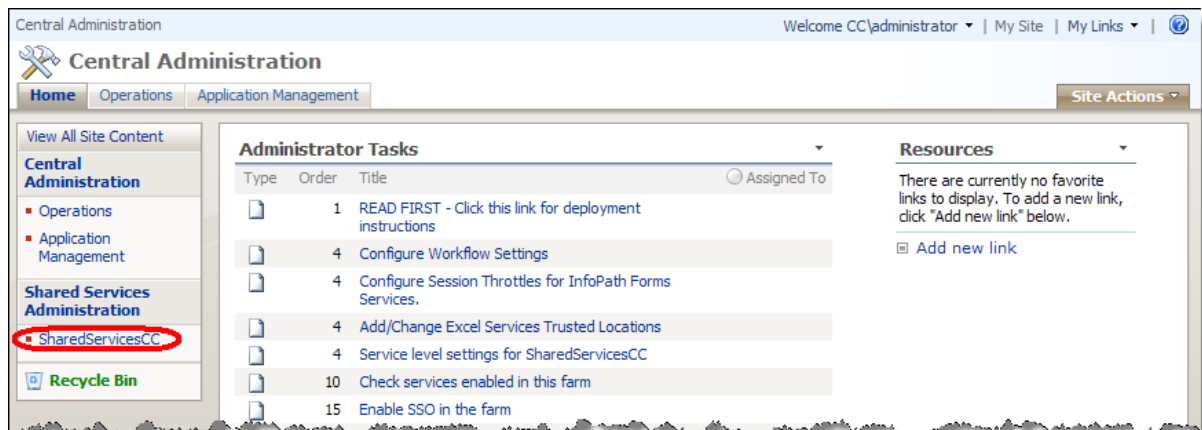 Central Administration
Welcome CC\administrator | My Site | My Links |
Central Administration
Home Operations Application Management
Site Actions
View All Site Content
Central
Administration
Operations
Application
Management
Shared Services
Administration
SharedServicesCC
Recycle Bin
Administrator Tasks
Type Order Title Assigned To
1 READ FIRST - Click this link for deployment
instructions
4 Configure Workflow Settings
4 Configure Session Throttles for InfoPath Forms
Services.
4 Add/Change Excel Services Trusted Locations
4 Service level settings for SharedServicesCC
10 Check services enabled in this farm
15 Enable SSO in the farm
Resources
There are currently no favorite
links to display. To add a new link,
click "Add new link" below.
Add new link